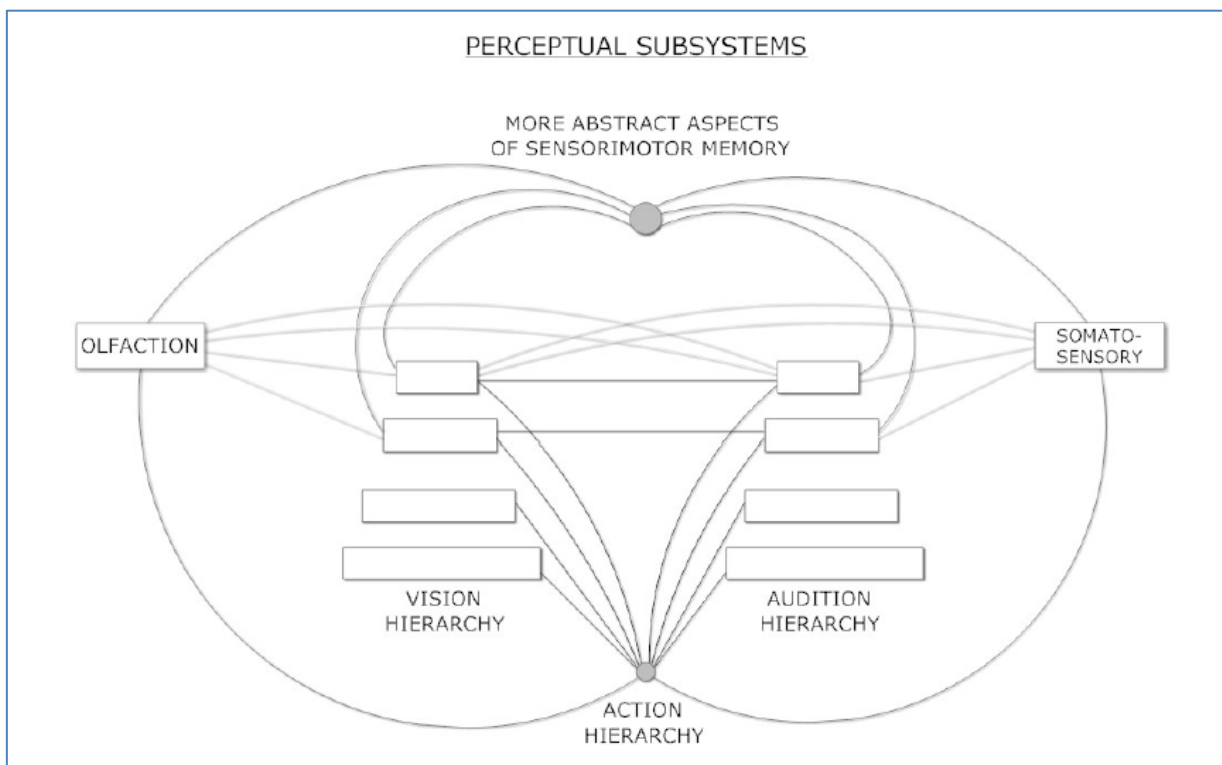 PERCEPTUAL SUBSYSTEMS
MORE ABSTRACT ASPECTS
OF SENSORIMOTOR MEMORY
OLFACTION
SOMATO-
SENSORY
VISION
HIERARCHY
AUDITION
HIERARCHY
ACTION
HIERARCHY